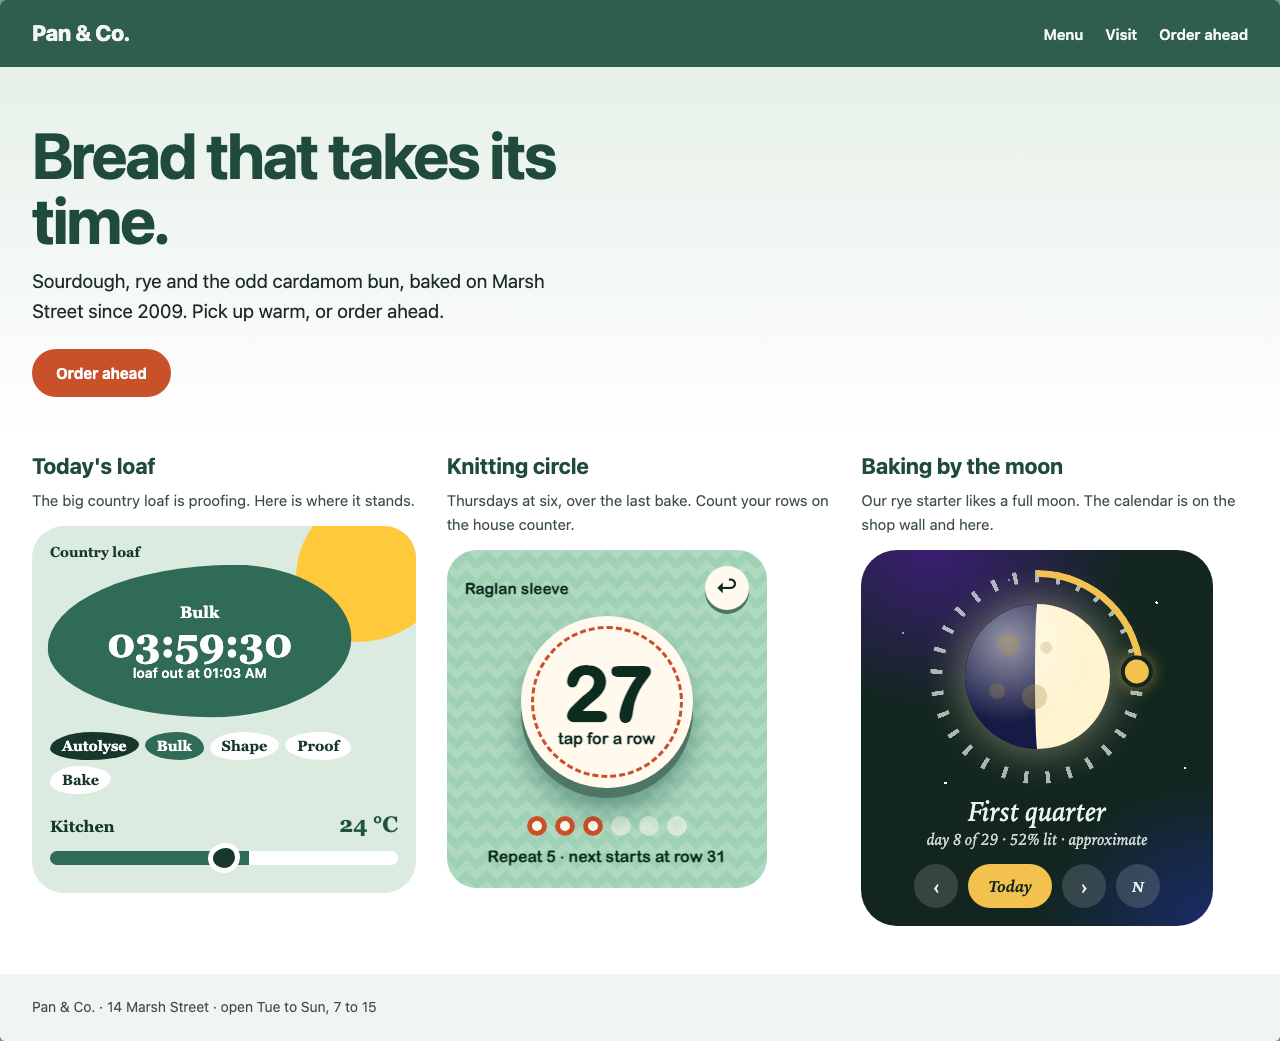 Pan & Co.
Menu Visit Order ahead
Bread that takes its
time.
Sourdough, rye and the odd cardamom bun, baked on Marsh
Street since 2009. Pick up warm, or order ahead.
Order ahead
Today's loaf
The big country loaf is proofing. Here is where it stands.
Country loaf
Bulk
03:59:30
loaf out at 01:03 AM
Autolyse Bulk Shape Proof
Bake
Kitchen 24 °C
Knitting circle
Thursdays at six, over the last bake. Count your rows on
the house counter.
Raglan sleeve
27
tap for a row
Repeat 5 · next starts at row 31
Baking by the moon
Our rye starter likes a full moon. The calendar is on the
shop wall and here.
First quarter
day 8 of 29 · 52% lit · approximate
‹ Today › N
Pan & Co. · 14 Marsh Street · open Tue to Sun, 7 to 15